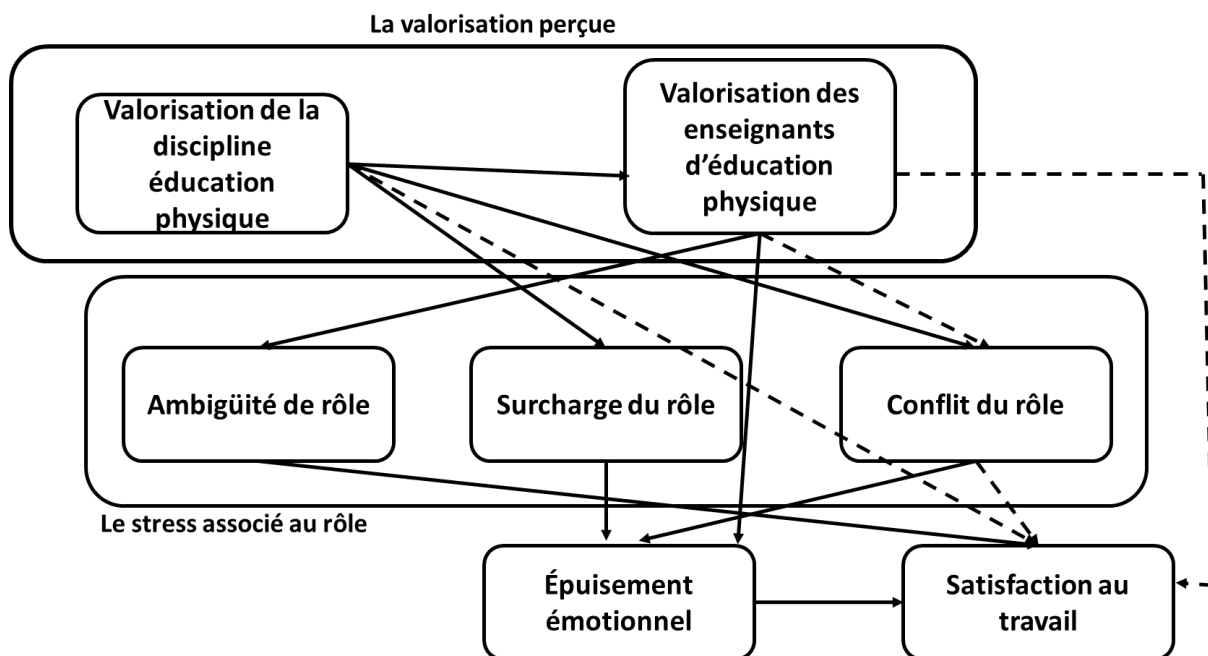 La valorisation perçue
Valorisation de la
discipline
éducation
physique
Valorisation des
enseignants
d’éducation
physique
Ambigüité de rôle
Surcharge du rôle
Conflit du rôle
Le stress associé au rôle
Épuisement
émotionnel
Satisfaction au
travail